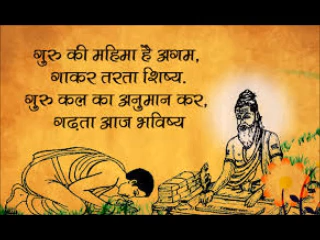 गुरु की महिमा है अगम,
गाकर तरता शिष्य.
गुरु कल का अनुमान कर,
गढ़ता आज भविष्य